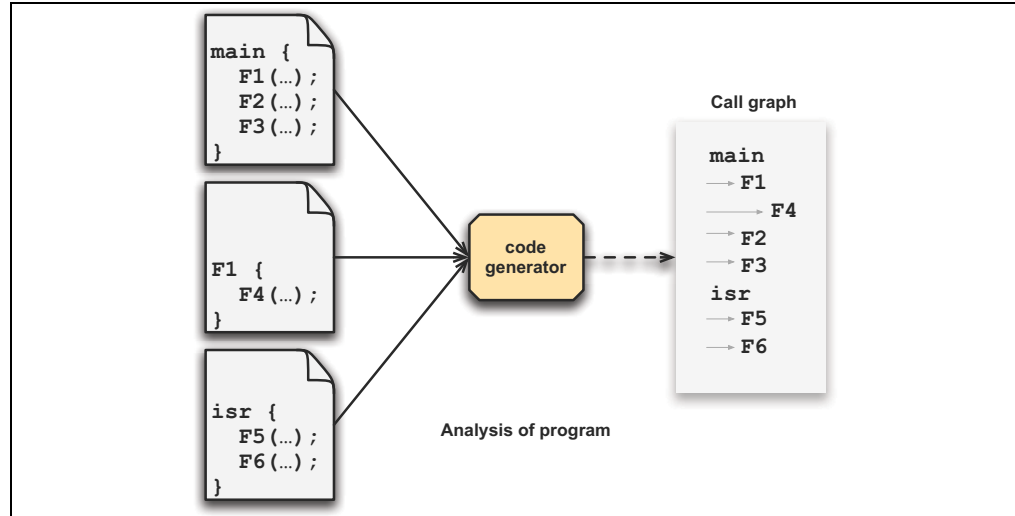 main {
F1(…);
F2(…);
F3(…);
}
F1 {
F4(…);
}
isr {
F5(…);
F6(…);
}
code
generator
Analysis of program
Call graph
main
F1
F4
F2
F3
isr
F5
F6